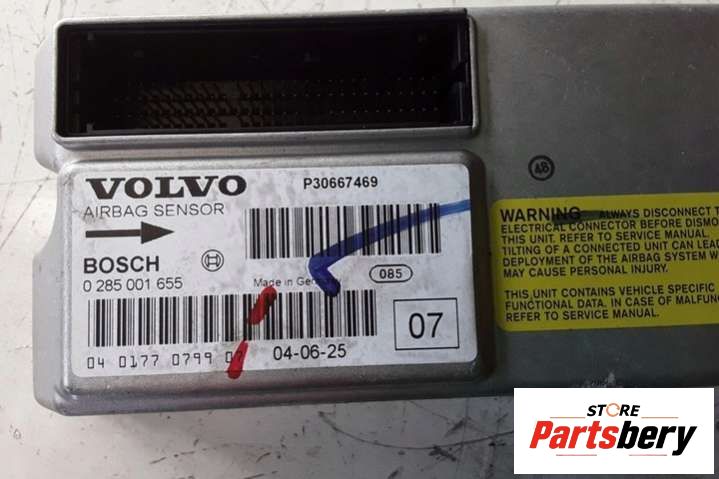 VOLVO
P30667469
AIRBAG SENSOR
BOSCH
0 285 001 655
Made in
085
04 0177 0799 07
04-06-25
07
WARNING ALWAYS DISCONNECT
ELECTRICAL CONNECTOR BEFORE
THIS UNIT. REFER TO SERVICE MANUAL.
TILTING OF A CONNECTED UNIT CAN
DEPLOYMENT OF THE AIRBAG SYSTEM
MAY CAUSE PERSONAL INJURY.
THIS UNIT CONTAINS VEHICLE SPECIFIC
FUNCTIONAL DATA. IN CASE OF
REFER TO SERVICE MANUAL.
STORE
Partsbery